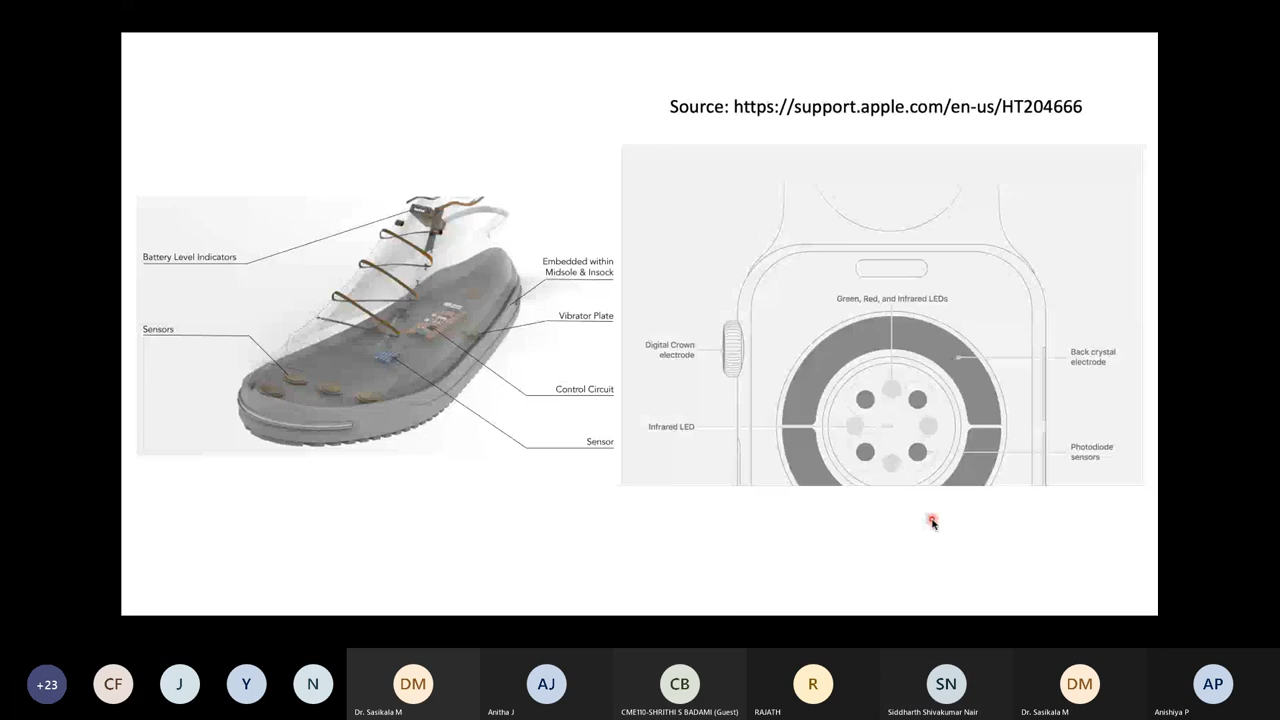 Source: https://support.apple.com/en-us/HT204666
Battery Level Indicators
Sensors
Embedded within
Midsole & Insock
Vibrator Plate
Control Circuit
Sensor
Green, Red, and Infrared LEDs
Digital Crown
electrode
Back crystal
electrode
Infrared LED
Photodiode
sensors
+23
CF
J
Y
N
DM
AJ
CB
R
SN
DM
AP
Dr. Sasikala M
Anitha J
CME110-SHRITHI S BADAMI (Guest)
RAJATH
Siddharth Shivakumar Nair
Dr. Sasikala M
Anishiya P